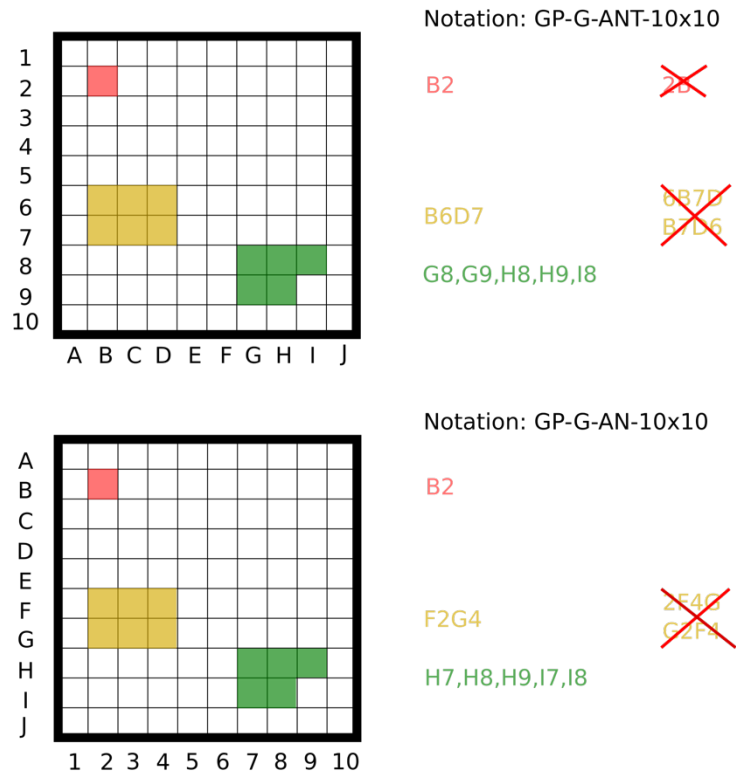 Notation: GP-G-ANT-10x10
1
2
3
4
5
6
7
8
9
10
A B C D E F G H I J
B2
2B
B6D7
6B7D
B7D6
G8,G9,H8,H9,I8
Notation: GP-G-AN-10x10
A
B
C
D
E
F
G
H
I
J
1 2 3 4 5 6 7 8 9 10
B2
F2G4
2F4G
G2F4
H7,H8,H9,I7,I8